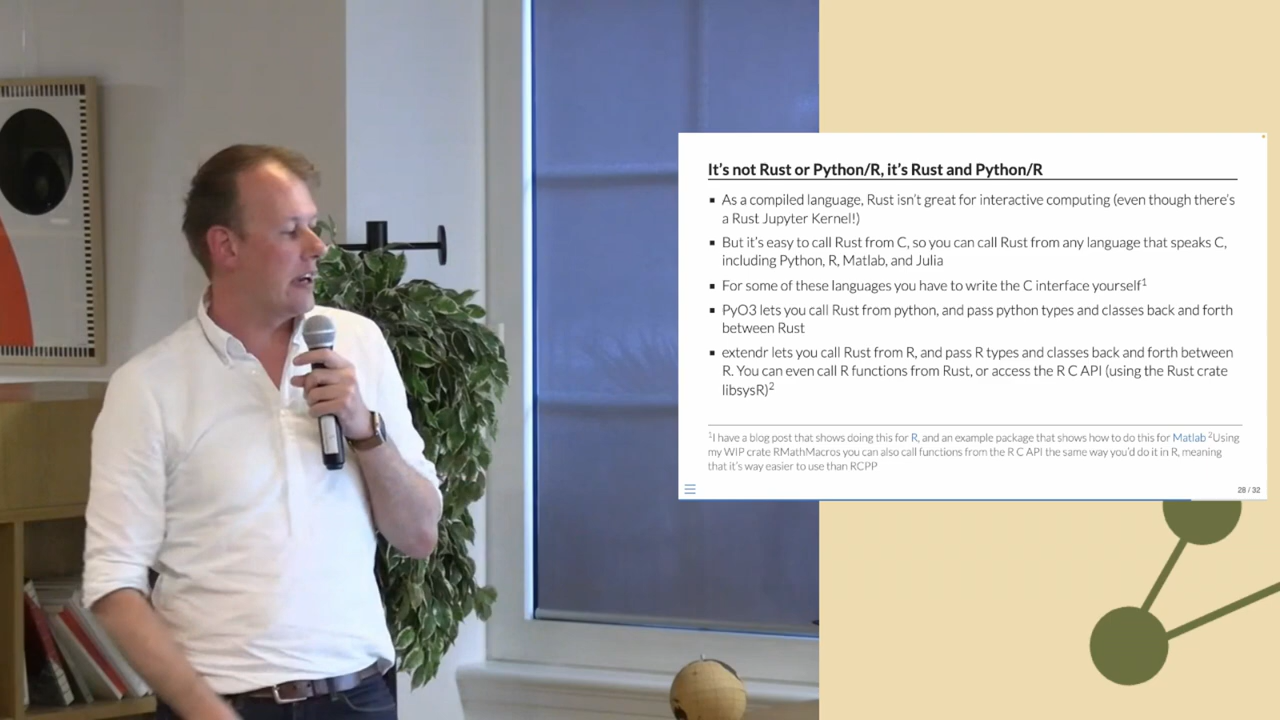 It's not Rust or Python/R, it's Rust and Python/R
▪ As a compiled language, Rust isn't great for interactive computing (even though there's
a Rust Jupyter Kernel!)
▪ But it's easy to call Rust from C, so you can call Rust from any language that speaks C,
including Python, R, Matlab, and Julia
▪ For some of these languages you have to write the C interface yourself1
▪ PyO3 lets you call Rust from python, and pass python types and classes back and forth
between Rust
▪ extendr lets you call Rust from R, and pass R types and classes back and forth between
R. You can even call R functions from Rust, or access the R C API (using the Rust crate
libsysR)2
1I have a blog post that shows doing this for R, and an example package that shows how to do this for Matlab 2Using
my WIP crate RMathMacros you can also call functions from the R C API the same way you'd do it in R, meaning
that it's way easier to use than RCPP
28 / 32